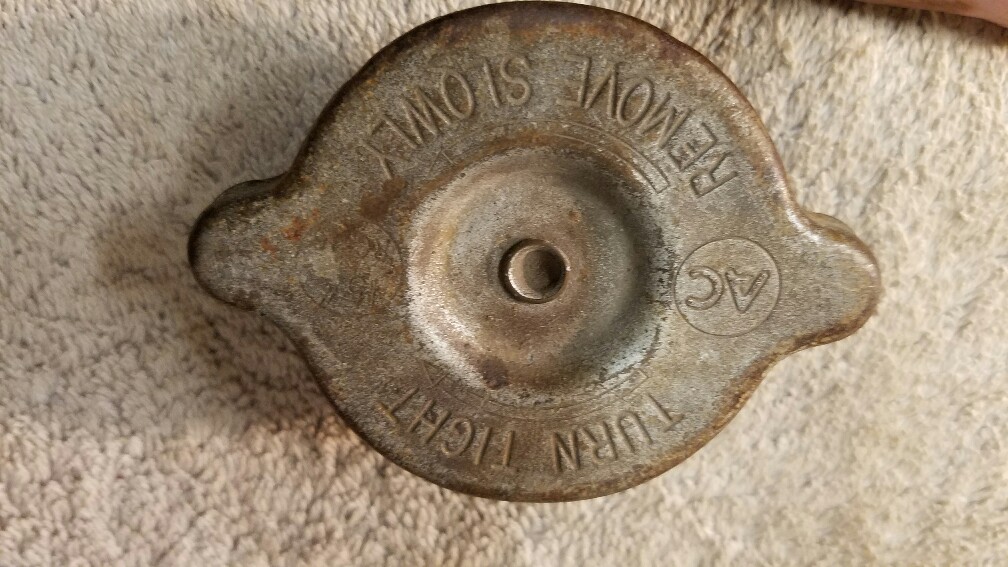 REMOVE SLOWLY
AC
TURN TIGHT